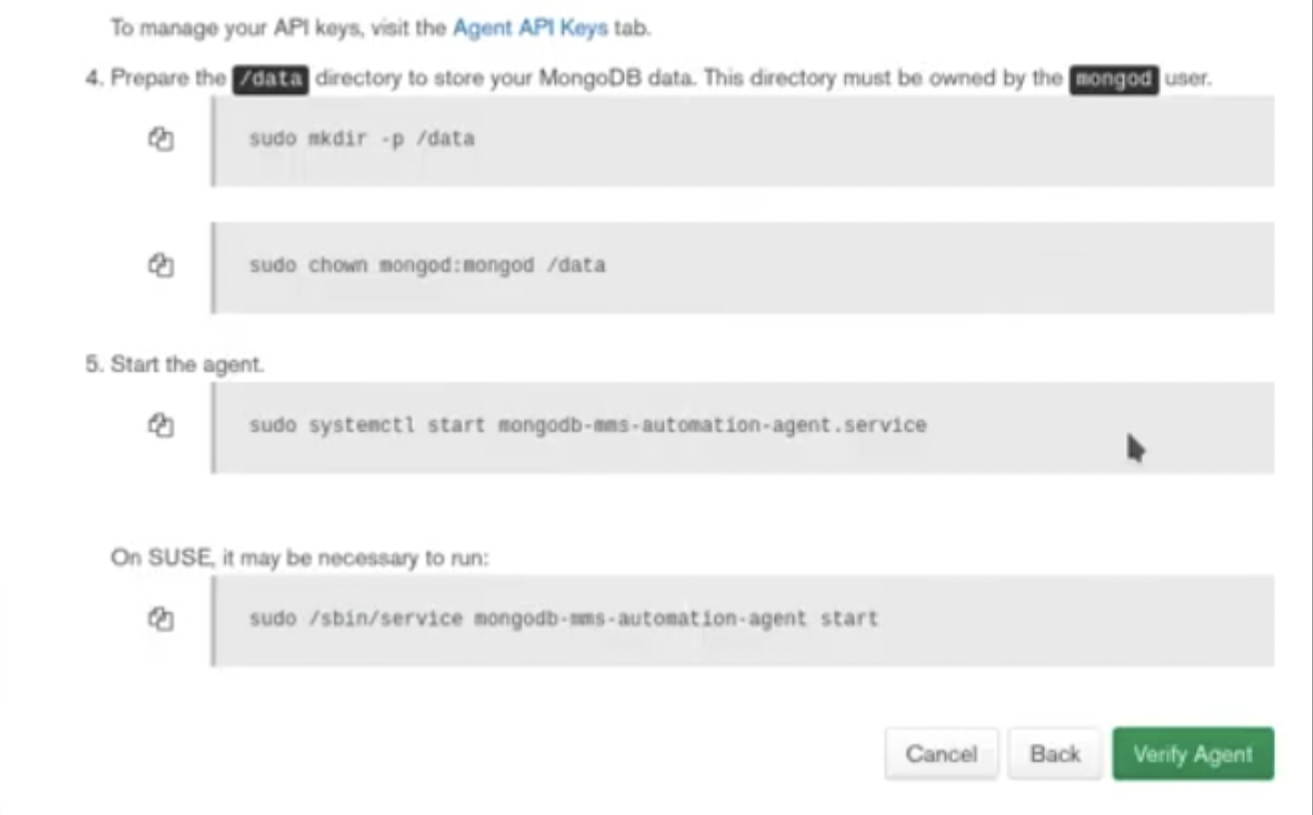 To manage your API keys, visit the Agent API Keys tab.
4. Prepare the /data directory to store your MongoDB data. This directory must be owned by the mongod user.
sudo mkdir -p /data
sudo chown mongod:mongod /data
5. Start the agent.
sudo systemctl start mongodb-mms-automation-agent.service
On SUSE, it may be necessary to run:
sudo /sbin/service mongodb-mms-automation-agent start
Cancel Back Verify Agent